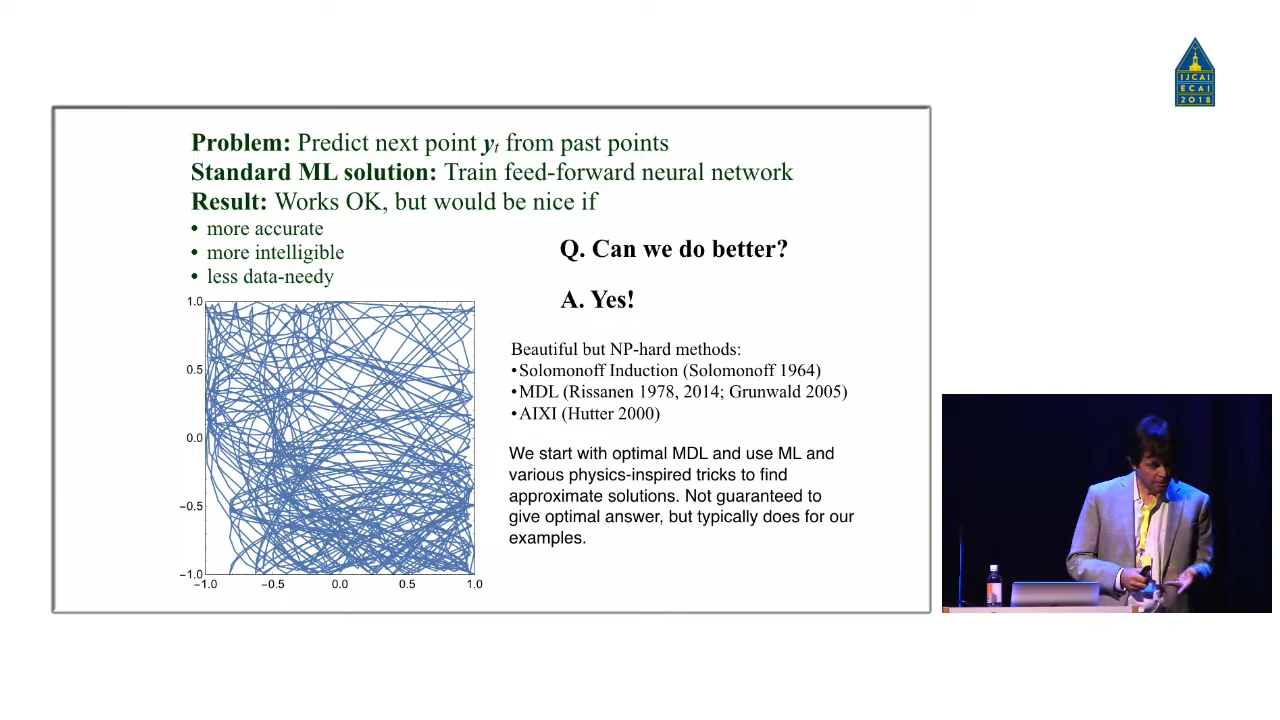 IJCAI
ECAI
2018
Problem: Predict next point yt from past points
Standard ML solution: Train feed-forward neural network
Result: Works OK, but would be nice if
• more accurate
• more intelligible
• less data-needy
Q. Can we do better?
A. Yes!
Beautiful but NP-hard methods:
•Solomonoff Induction (Solomonoff 1964)
•MDL (Rissanen 1978, 2014; Grunwald 2005)
•AIXI (Hutter 2000)
We start with optimal MDL and use ML and
various physics-inspired tricks to find
approximate solutions. Not guaranteed to
give optimal answer, but typically does for our
examples.
1.0
0.5
0.0
−0.5
−1.0
−1.0 −0.5 0.0 0.5 1.0